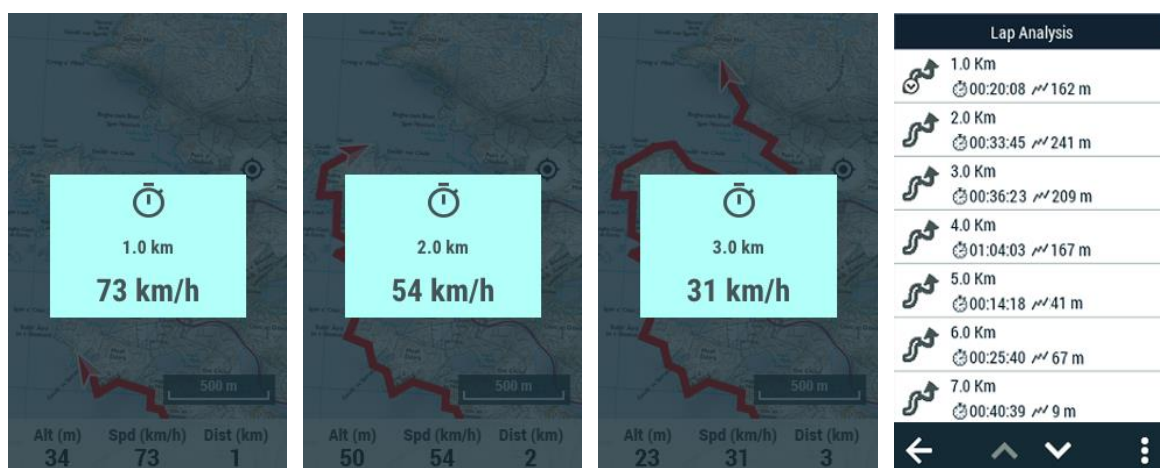 1.0 km
73 km/h
500 m
Alt (m) Spd (km/h) Dist (km)
34 73 1
2.0 km
54 km/h
500 m
Alt (m) Spd (km/h) Dist (km)
50 54 2
3.0 km
31 km/h
500 m
Alt (m) Spd (km/h) Dist (km)
23 31 3
Lap Analysis
1.0 Km
00:20:08 162 m
2.0 Km
00:33:45 241 m
3.0 Km
00:36:23 209 m
4.0 Km
01:04:03 167 m
5.0 Km
00:14:18 41 m
6.0 Km
00:25:40 67 m
7.0 Km
00:40:39 9 m